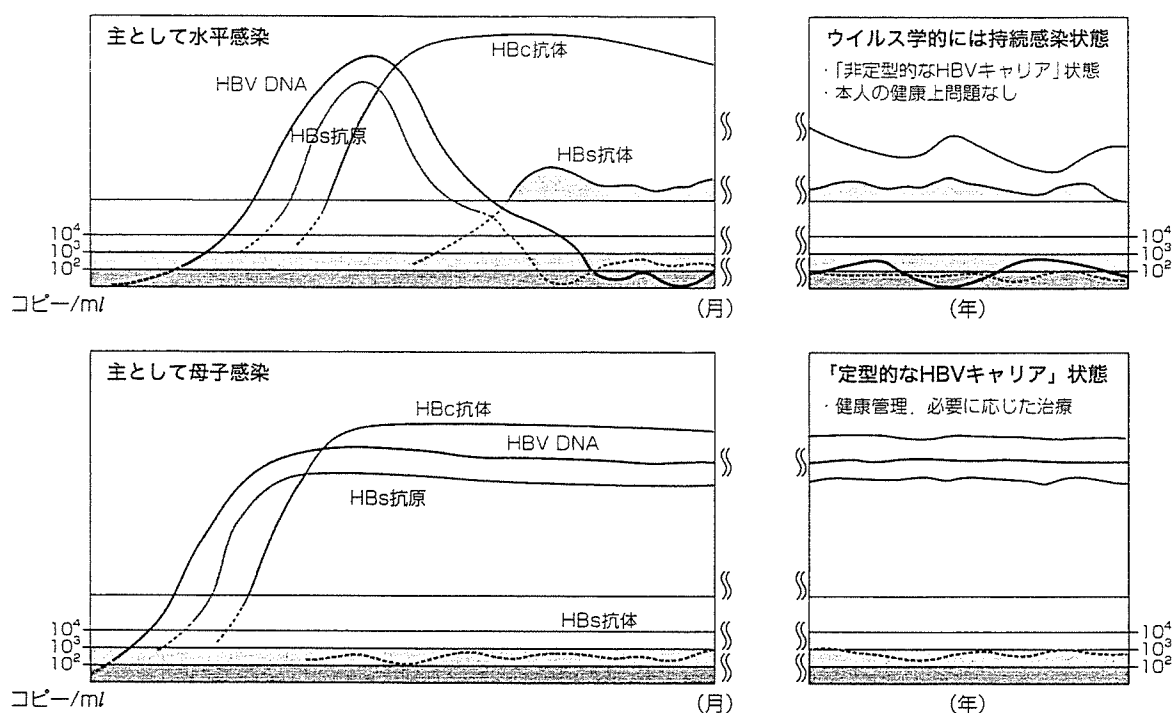 主として水平感染
HBc抗体
HBV DNA
HBs抗原
HBs抗体
10⁴
10³
10²
コピー/ml
(月)
ウイルス学的には持続感染状態
・「非定型的なHBVキャリア」状態
・本人の健康上問題なし
10⁴
10³
10²
(年)
主として母子感染
HBc抗体
HBV DNA
HBs抗原
HBs抗体
10⁴
10³
10²
コピー/ml
(月)
「定型的なHBVキャリア」状態
・健康管理，必要に応じた治療
10⁴
10³
10²
(年)